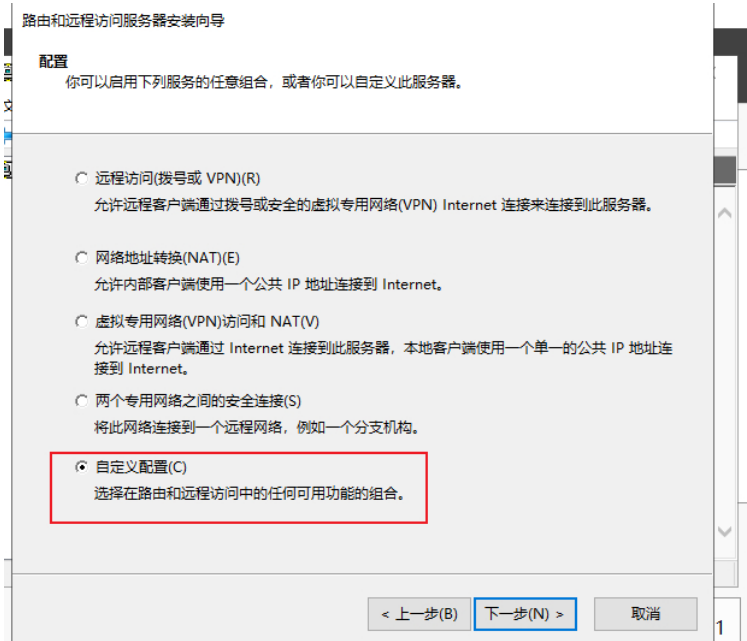 路由和远程访问服务器安装向导
配置
你可以启用下列服务的任意组合，或者你可以自定义此服务器。
远程访问(拨号或 VPN)(R)
允许远程客户端通过拨号或安全的虚拟专用网络(VPN) Internet 连接来连接到此服务器。
网络地址转换(NAT)(E)
允许内部客户端使用一个公共 IP 地址连接到 Internet。
虚拟专用网络(VPN)访问和 NAT(V)
允许远程客户端通过 Internet 连接到此服务器，本地客户端使用一个单一的公共 IP 地址连
接到 Internet。
两个专用网络之间的安全连接(S)
将此网络连接到一个远程网络，例如一个分支机构。
自定义配置(C)
选择在路由和远程访问中的任何可用功能的组合。
< 上一步(B) 下一步(N) > 取消
1